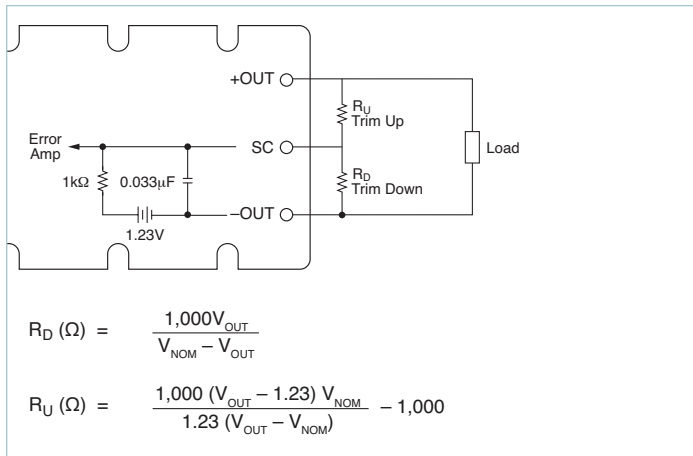 +OUT
R_U
Trim Up
Error
Amp
SC
Load
1kΩ
0.033μF
R_D
Trim Down
–OUT
1.23V
R_D (Ω) = 1,000V_OUT / V_NOM – V_OUT
R_U (Ω) = 1,000 (V_OUT – 1.23) V_NOM / 1.23 (V_OUT – V_NOM) – 1,000